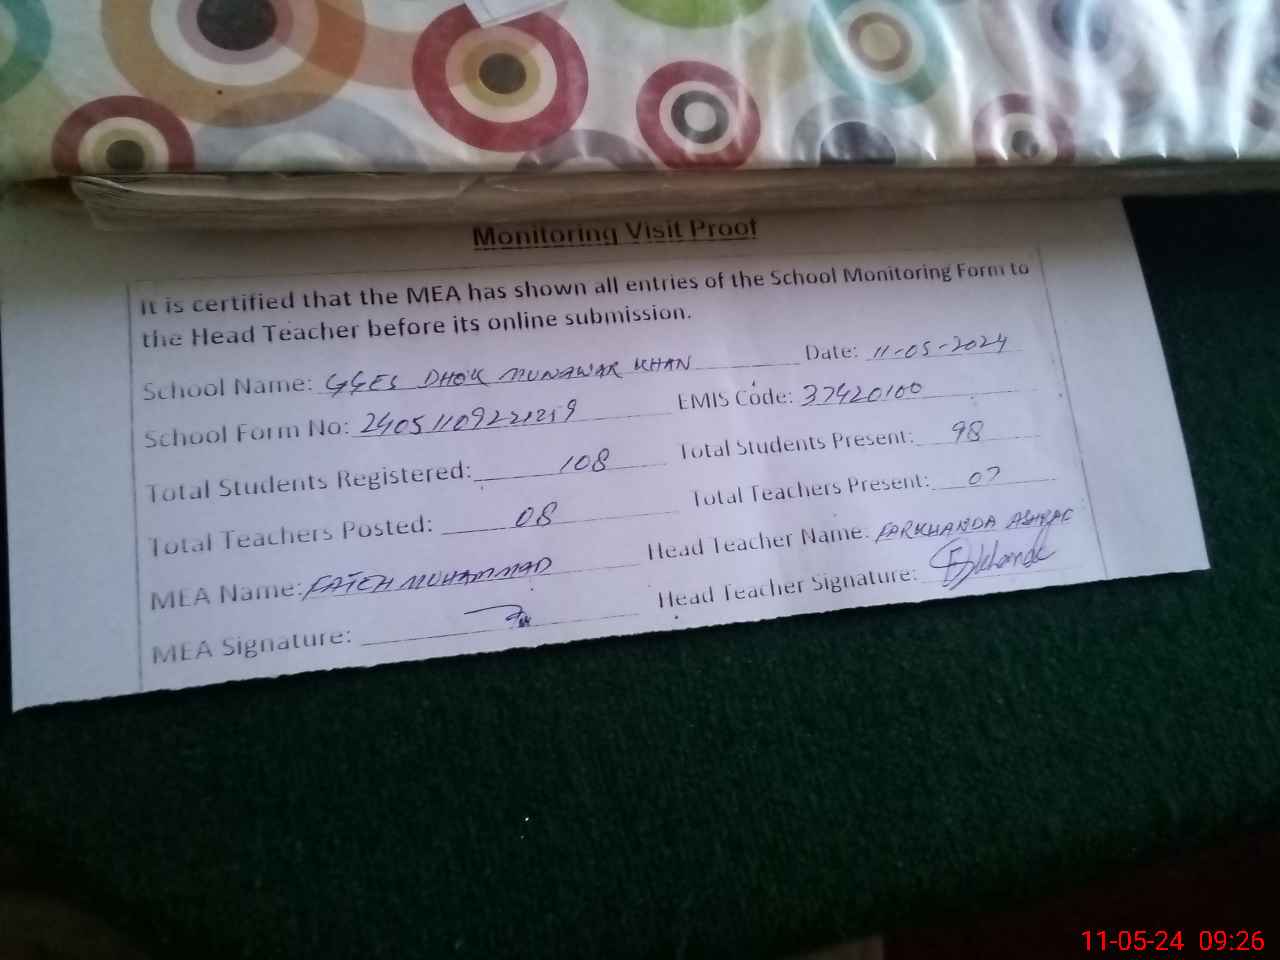 Monitoring Visit Proof
It is certified that the MEA has shown all entries of the School Monitoring Form to
the Head Teacher before its online submission.
School Name: GGES DHOK MUNAWAR KHAN Date: 11-05-2024
School Form No: EMIS Code: 37420100
Total Students Registered: 108 Total Students Present: 98
Total Teachers Posted: 08 Total Teachers Present: 07
MEA Name: FATEH MUHAMMAD Head Teacher Name: FARKHANDA ASHRAF
MEA Signature: Head Teacher Signature:
11-05-24 09:26